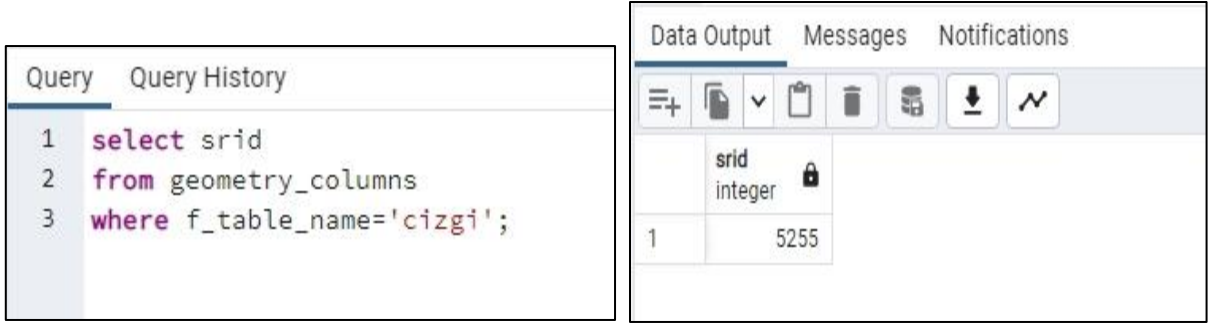 Query Query History
1 select srid
2 from geometry_columns
3 where f_table_name='cizgi';
Data Output Messages Notifications
srid
integer
1 5255